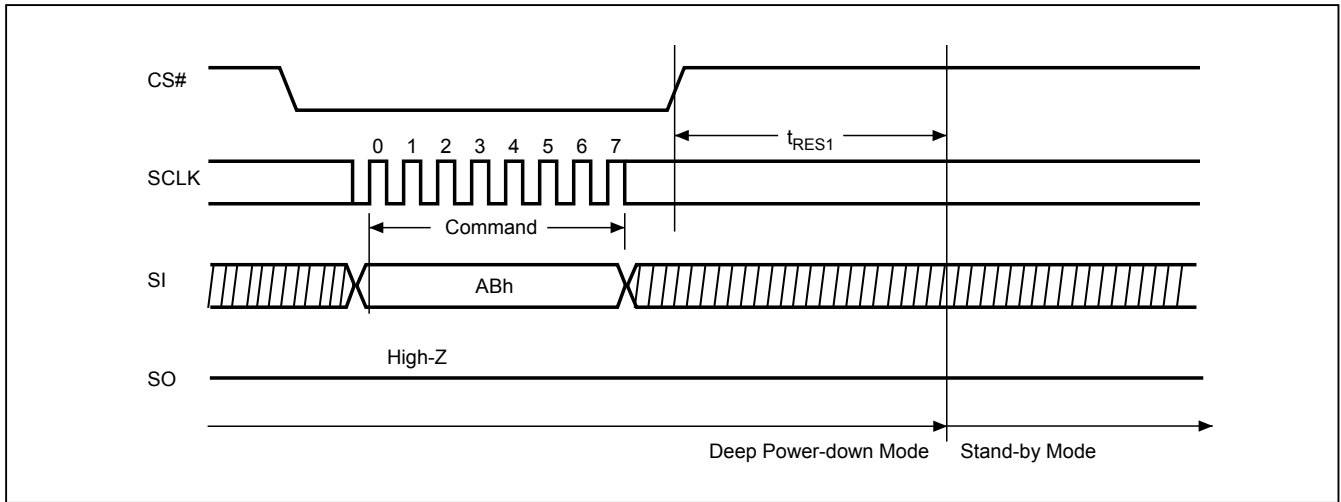 CS#
tRES1
0 1 2 3 4 5 6 7
SCLK
Command
SI
ABh
High-Z
SO
Deep Power-down Mode Stand-by Mode